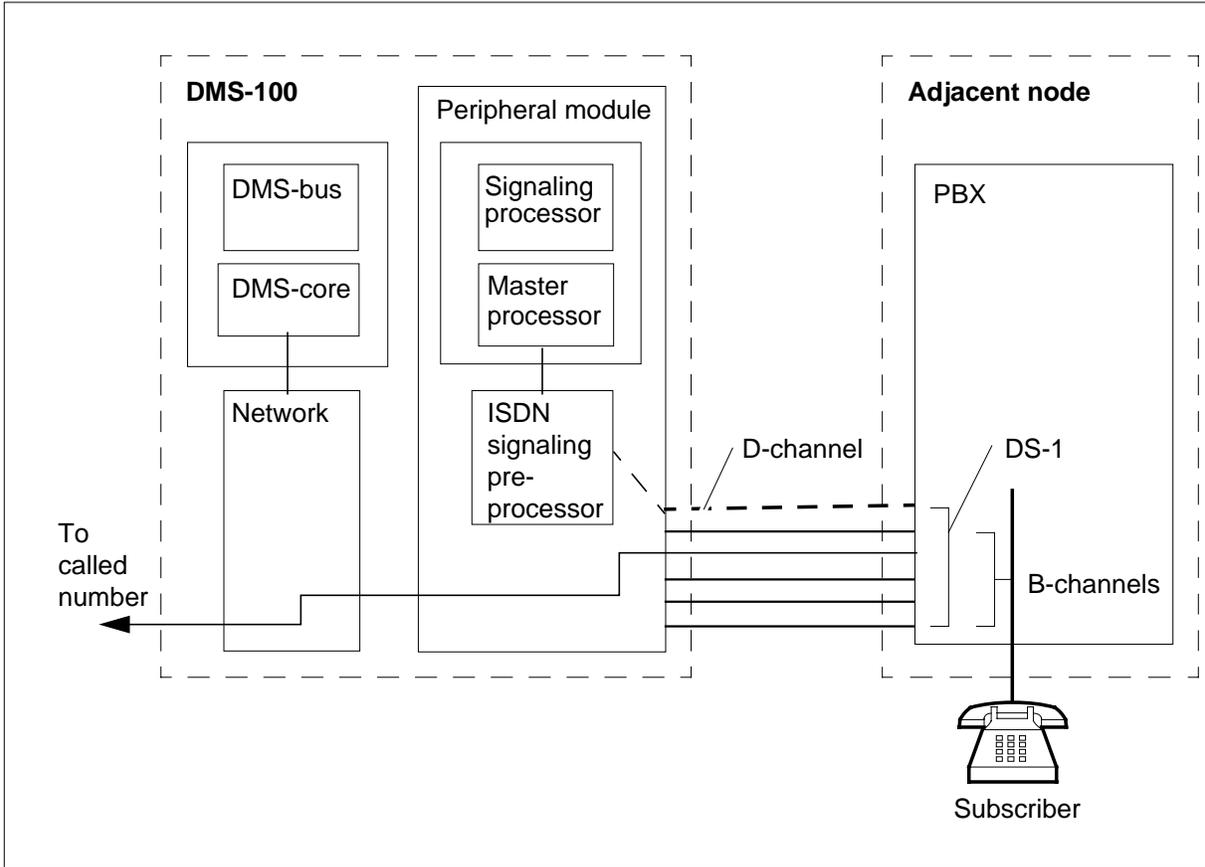 DMS-100
DMS-bus
DMS-core
Network
Peripheral module
Signaling
processor
Master
processor
ISDN
signaling
pre-
processor
To
called
number
D-channel
Adjacent node
PBX
DS-1
B-channels
Subscriber